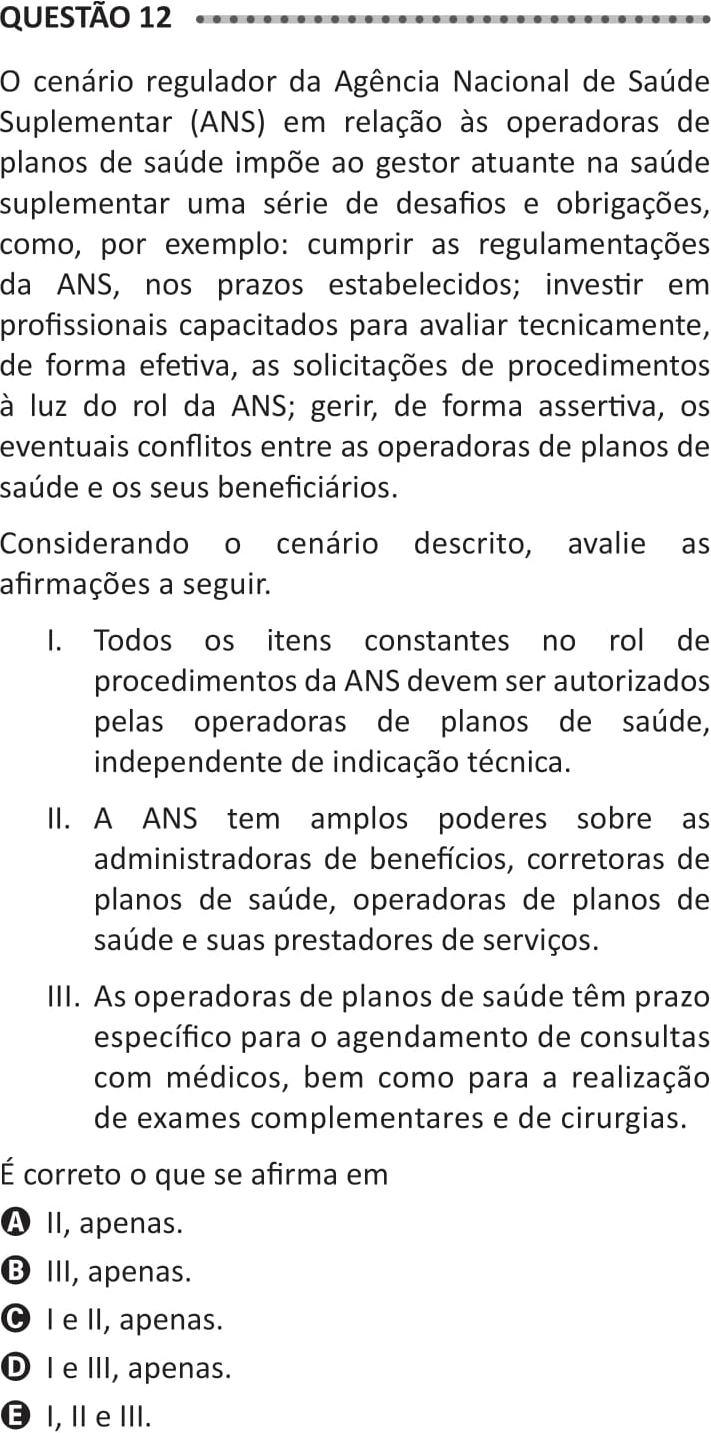 QUESTÃO 12
O cenário regulador da Agência Nacional de Saúde
Suplementar (ANS) em relação às operadoras de
planos de saúde impõe ao gestor atuante na saúde
suplementar uma série de desafios e obrigações,
como, por exemplo: cumprir as regulamentações
da ANS, nos prazos estabelecidos; investir em
profissionais capacitados para avaliar tecnicamente,
de forma efetiva, as solicitações de procedimentos
à luz do rol da ANS; gerir, de forma assertiva, os
eventuais conflitos entre as operadoras de planos de
saúde e os seus beneficiários.
Considerando o cenário descrito, avalie as
afirmações a seguir.
I. Todos os itens constantes no rol de
procedimentos da ANS devem ser autorizados
pelas operadoras de planos de saúde,
independente de indicação técnica.
II. A ANS tem amplos poderes sobre as
administradoras de benefícios, corretoras de
planos de saúde, operadoras de planos de
saúde e suas prestadores de serviços.
III. As operadoras de planos de saúde têm prazo
específico para o agendamento de consultas
com médicos, bem como para a realização
de exames complementares e de cirurgias.
É correto o que se afirma em
A II, apenas.
B III, apenas.
C I e II, apenas.
D I e III, apenas.
E I, II e III.